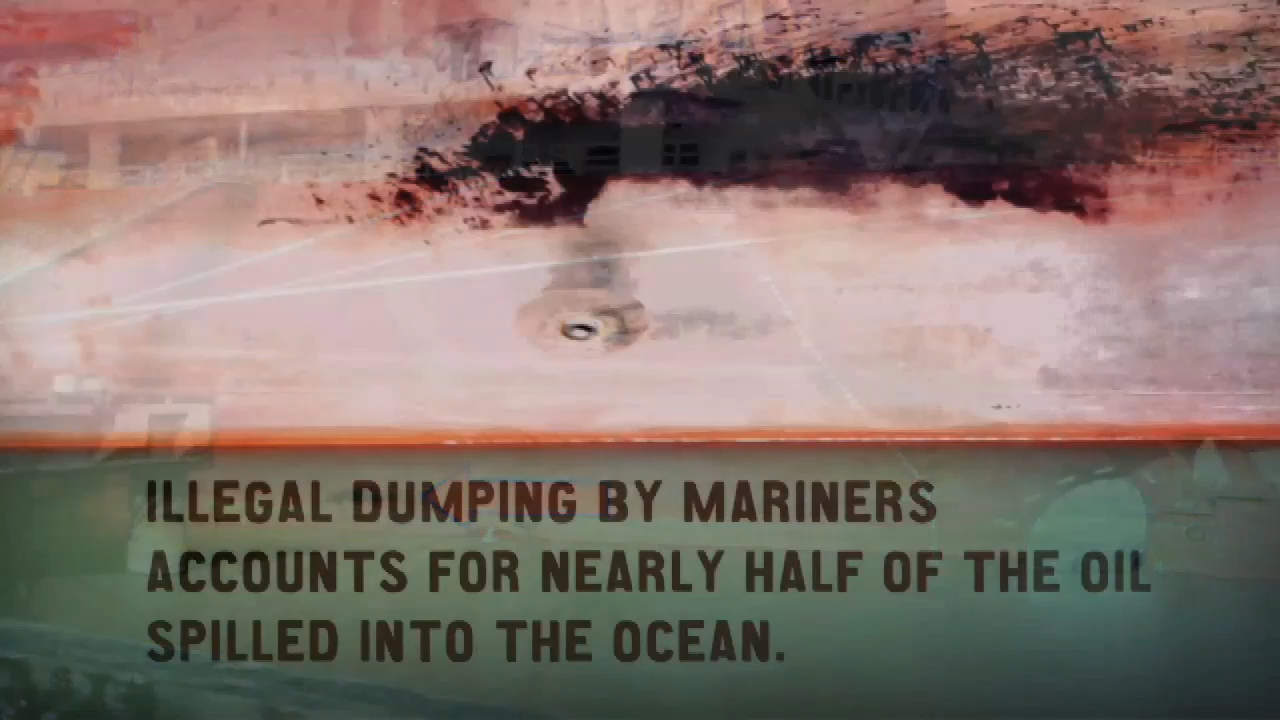 ILLEGAL DUMPING BY MARINERS
ACCOUNTS FOR NEARLY HALF OF THE OIL
SPILLED INTO THE OCEAN.